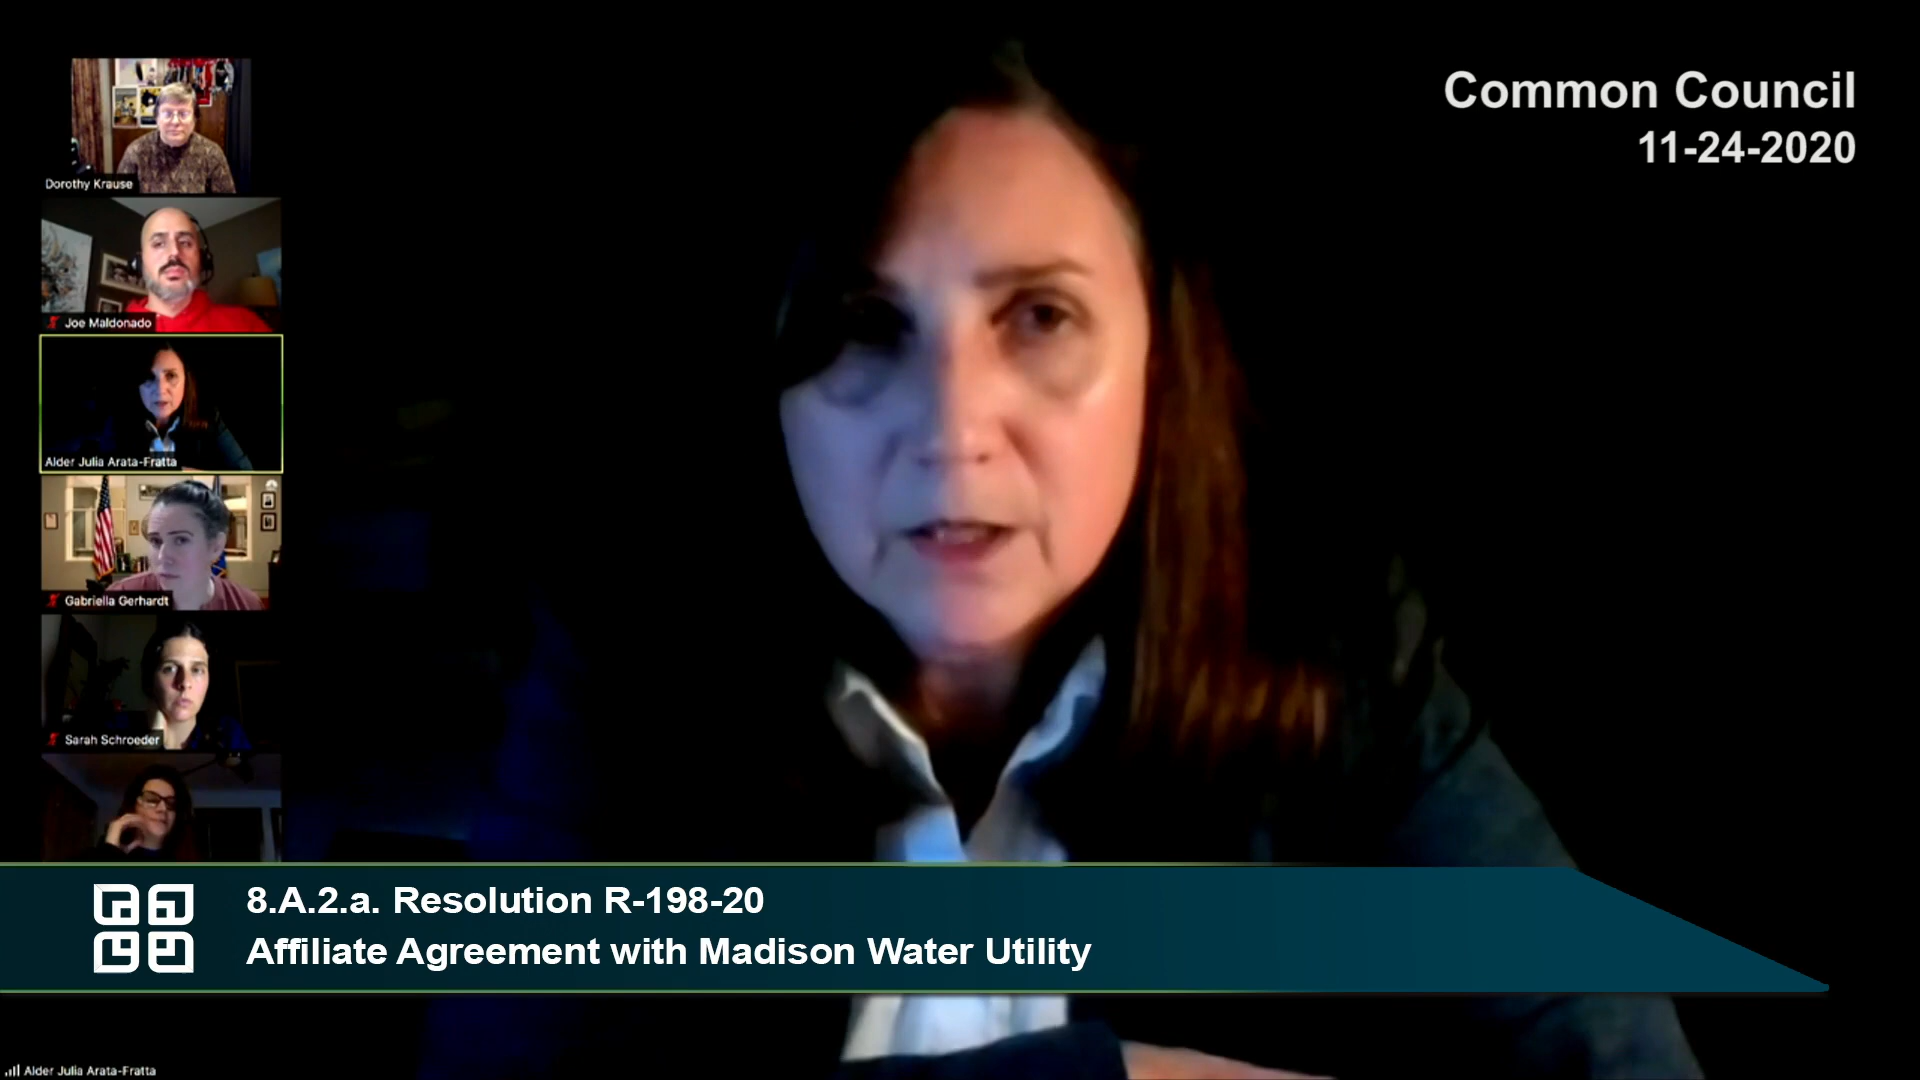 Common Council
11-24-2020
Dorothy Krause
Joe Maldonado
Alder Julia Arata-Fratta
Gabriella Gerhardt
Sarah Schroeder
8.A.2.a. Resolution R-198-20
Affiliate Agreement with Madison Water Utility
Alder Julia Arata-Fratta